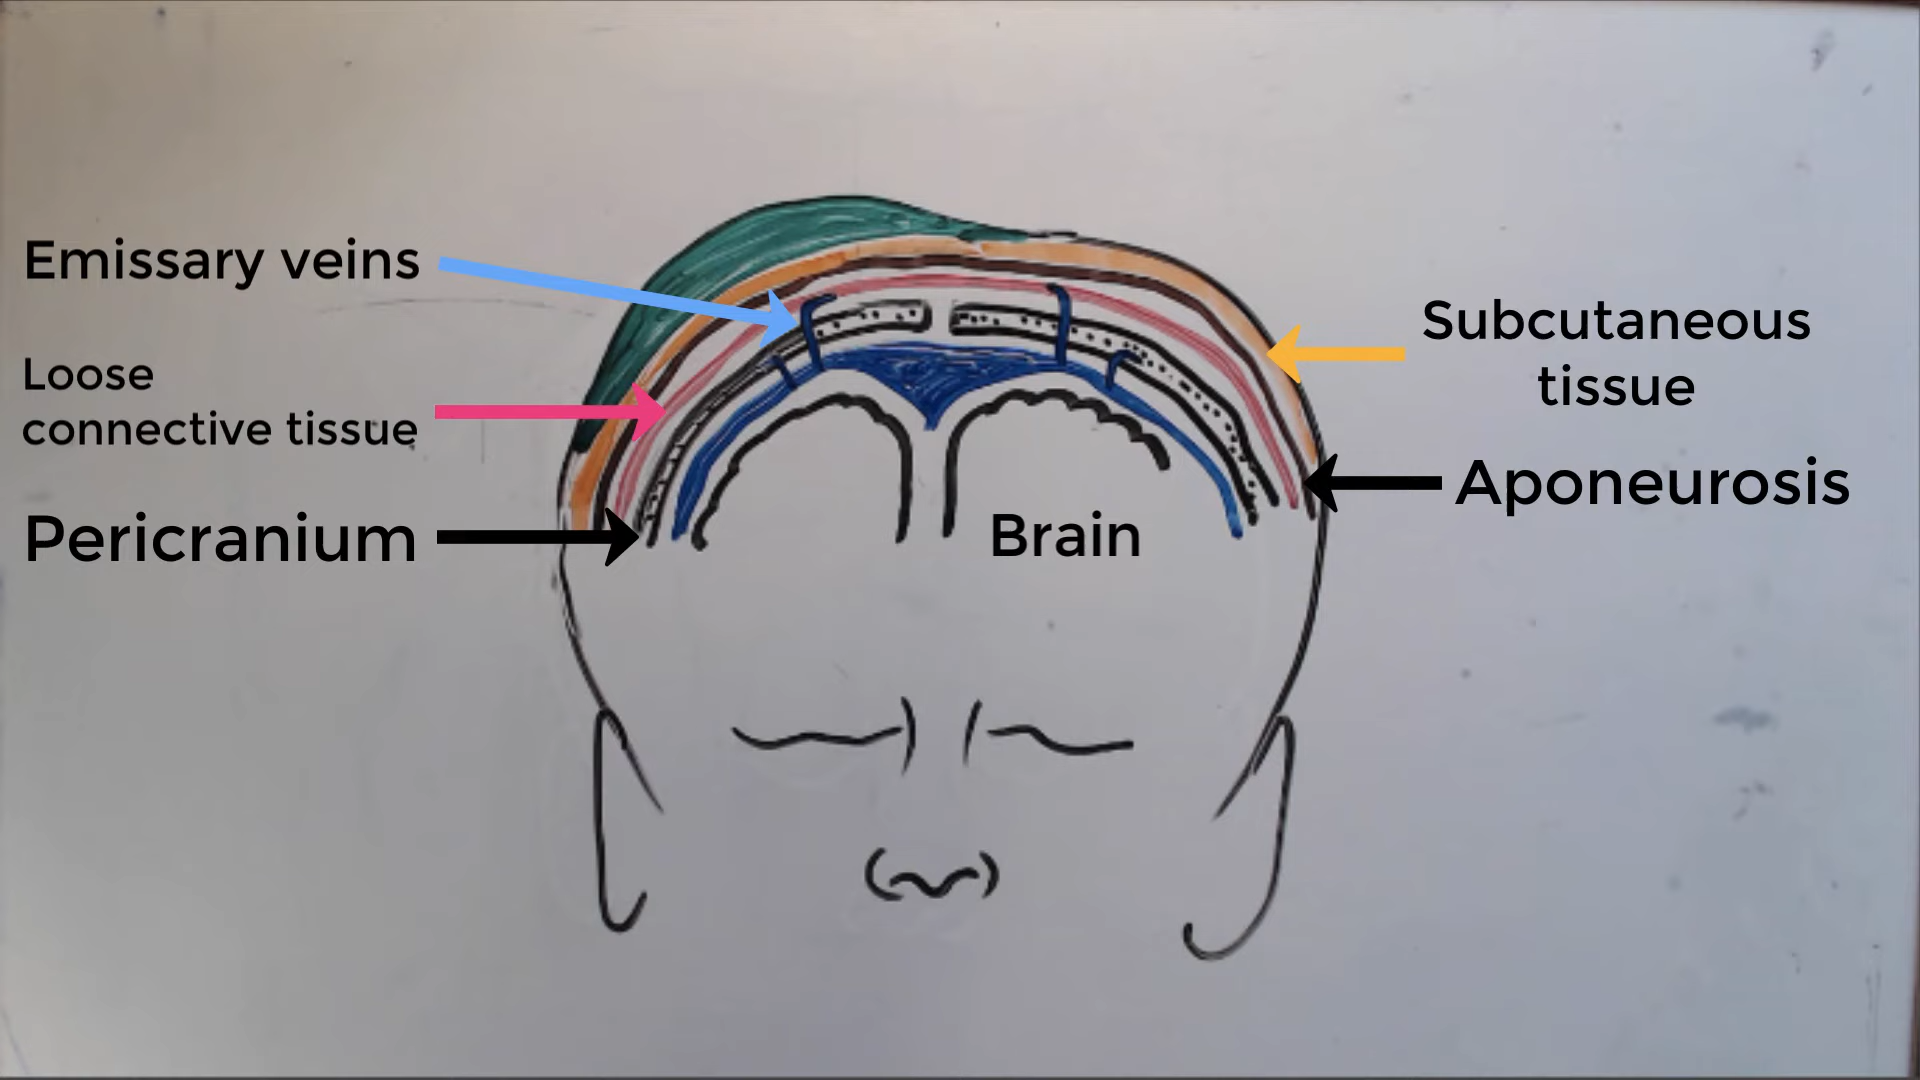 Emissary veins
Loose
connective tissue
Pericranium
Subcutaneous
tissue
Aponeurosis
Brain